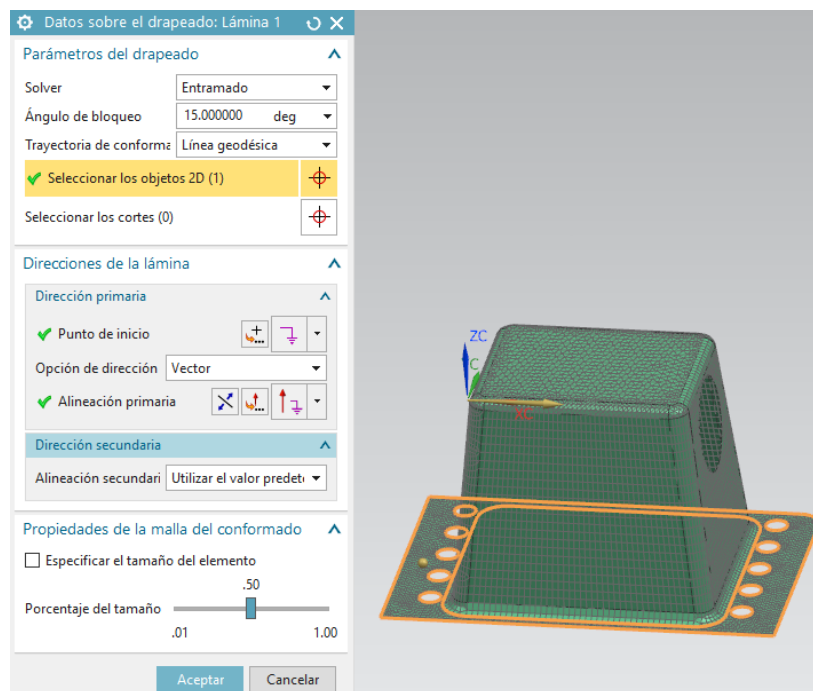 Datos sobre el drapeado: Lámina 1
Parámetros del drapeado
Solver Entramado
Ángulo de bloqueo 15.000000 deg
Trayectoria de conforma Línea geodésica
Seleccionar los objetos 2D (1)
Seleccionar los cortes (0)
Direcciones de la lámina
Dirección primaria
Punto de inicio
Opción de dirección Vector
Alineación primaria
Dirección secundaria
Alineación secundari Utilizar el valor predet
Propiedades de la malla del conformado
Especificar el tamaño del elemento
.50
Porcentaje del tamaño
.01 1.00
Aceptar Cancelar
ZC
C
XC